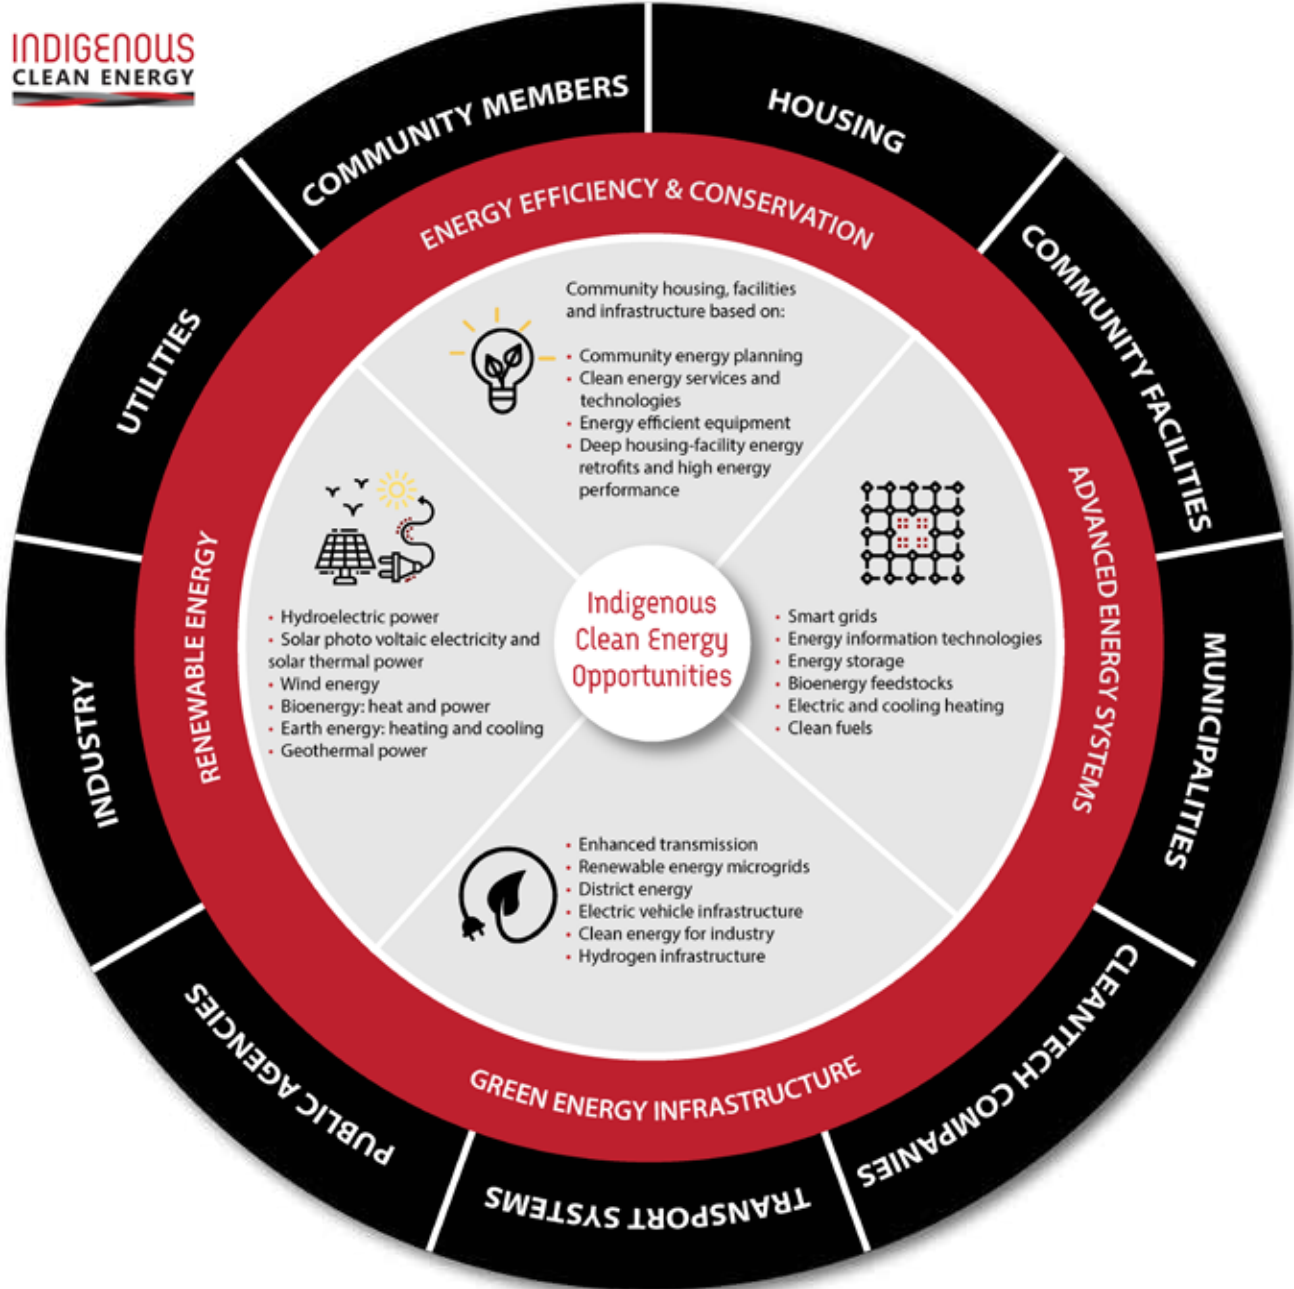 INDIGENOUS
CLEAN ENERGY
COMMUNITY MEMBERS
HOUSING
COMMUNITY FACILITIES
MUNICIPALITIES
CLEANTECH COMPANIES
TRANSPORT SYSTEMS
PUBLIC AGENCIES
INDUSTRY
UTILITIES
ENERGY EFFICIENCY & CONSERVATION
Community housing, facilities
and infrastructure based on:
• Community energy planning
• Clean energy services and
technologies
• Energy efficient equipment
• Deep housing-facility energy
retrofits and high energy
performance
ADVANCED ENERGY SYSTEMS
• Smart grids
• Energy information technologies
• Energy storage
• Bioenergy feedstocks
• Electric and cooling heating
• Clean fuels
GREEN ENERGY INFRASTRUCTURE
• Enhanced transmission
• Renewable energy microgrids
• District energy
• Electric vehicle infrastructure
• Clean energy for industry
• Hydrogen infrastructure
RENEWABLE ENERGY
• Hydroelectric power
• Solar photo voltaic electricity and
solar thermal power
• Wind energy
• Bioenergy: heat and power
• Earth energy: heating and cooling
• Geothermal power
Indigenous
Clean Energy
Opportunities